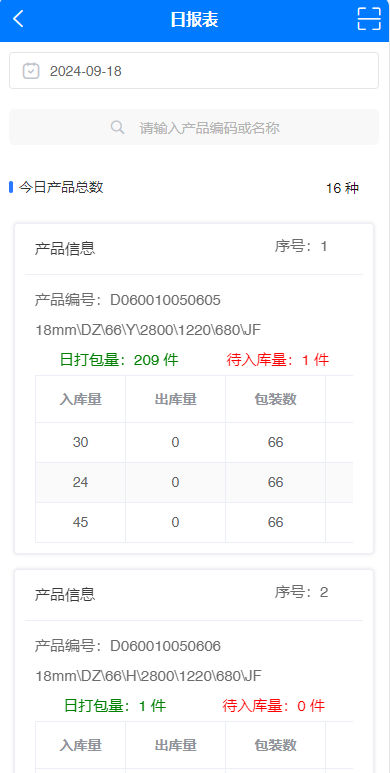 日报表
2024-09-18
请输入产品编码或名称
今日产品总数 16 种
产品信息 序号：1
产品编号：D060010050605
18mm\DZ\66\Y\2800\1220\680\JF
日打包量：209 件 待入库量：1 件
入库量 出库量 包装数
30 0 66
24 0 66
45 0 66
产品信息 序号：2
产品编号：D060010050606
18mm\DZ\66\H\2800\1220\680\JF
日打包量：1 件 待入库量：0 件
入库量 出库量 包装数